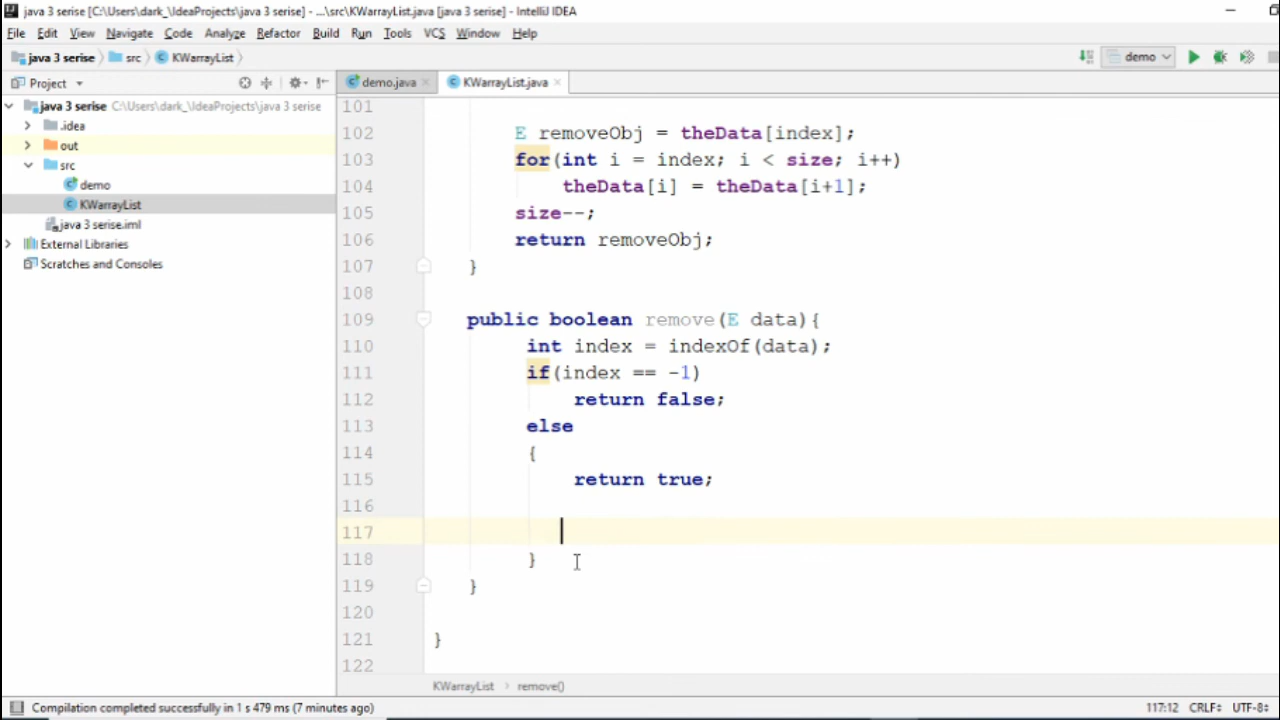 java 3 serise [C:\Users\dark_\IdeaProjects\java 3 serise] - ...\src\KWarrayList.java [java 3 serise] - IntelliJ IDEA
File Edit View Navigate Code Analyze Refactor Build Run Tools VCS Window Help
java 3 serise src KWarrayList demo
Project demo.java KWarrayList.java
java 3 serise C:\Users\dark_\IdeaProjects\java 3 serise
.idea
out
src
demo
KWarrayList
java 3 serise.iml
External Libraries
Scratches and Consoles
101
102 E removeObj = theData[index];
103 for(int i = index; i < size; i++)
104 theData[i] = theData[i+1];
105 size--;
106 return removeObj;
107 }
108
109 public boolean remove(E data){
110 int index = indexOf(data);
111 if(index == -1)
112 return false;
113 else
114 {
115 return true;
116
117
118 }
119 }
120
121 }
122
KWarrayList remove()
Compilation completed successfully in 1 s 479 ms (7 minutes ago) 117:12 CRLF UTF-8